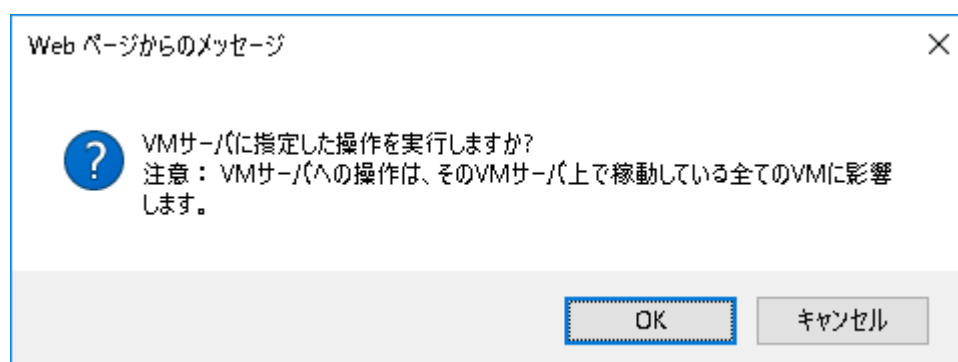 Web ページからのメッセージ
VMサーバに指定した操作を実行しますか?
注意： VMサーバへの操作は、そのVMサーバ上で稼動している全てのVMに影響
します。
OK
キャンセル